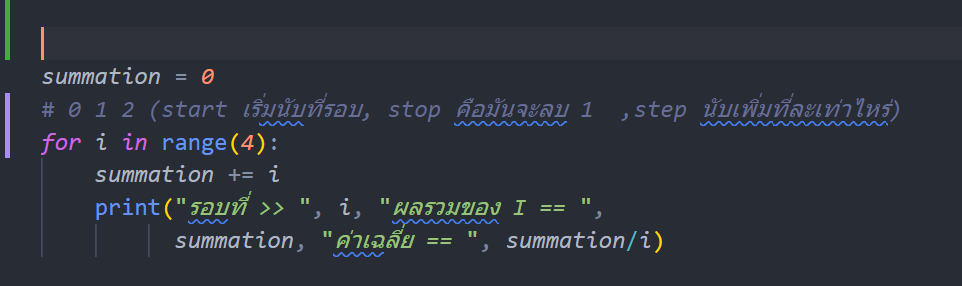 summation = 0
# 0 1 2 (start เริ่มนับที่รอบ, stop คือมันจะลบ 1  ,step นับเพิ่มที่ละเท่าไหร่)
for i in range(4):
    summation += i
    print("รอบที่ >> ", i, "ผลรวมของ I == ",
          summation, "ค่าเฉลี่ย == ", summation/i)